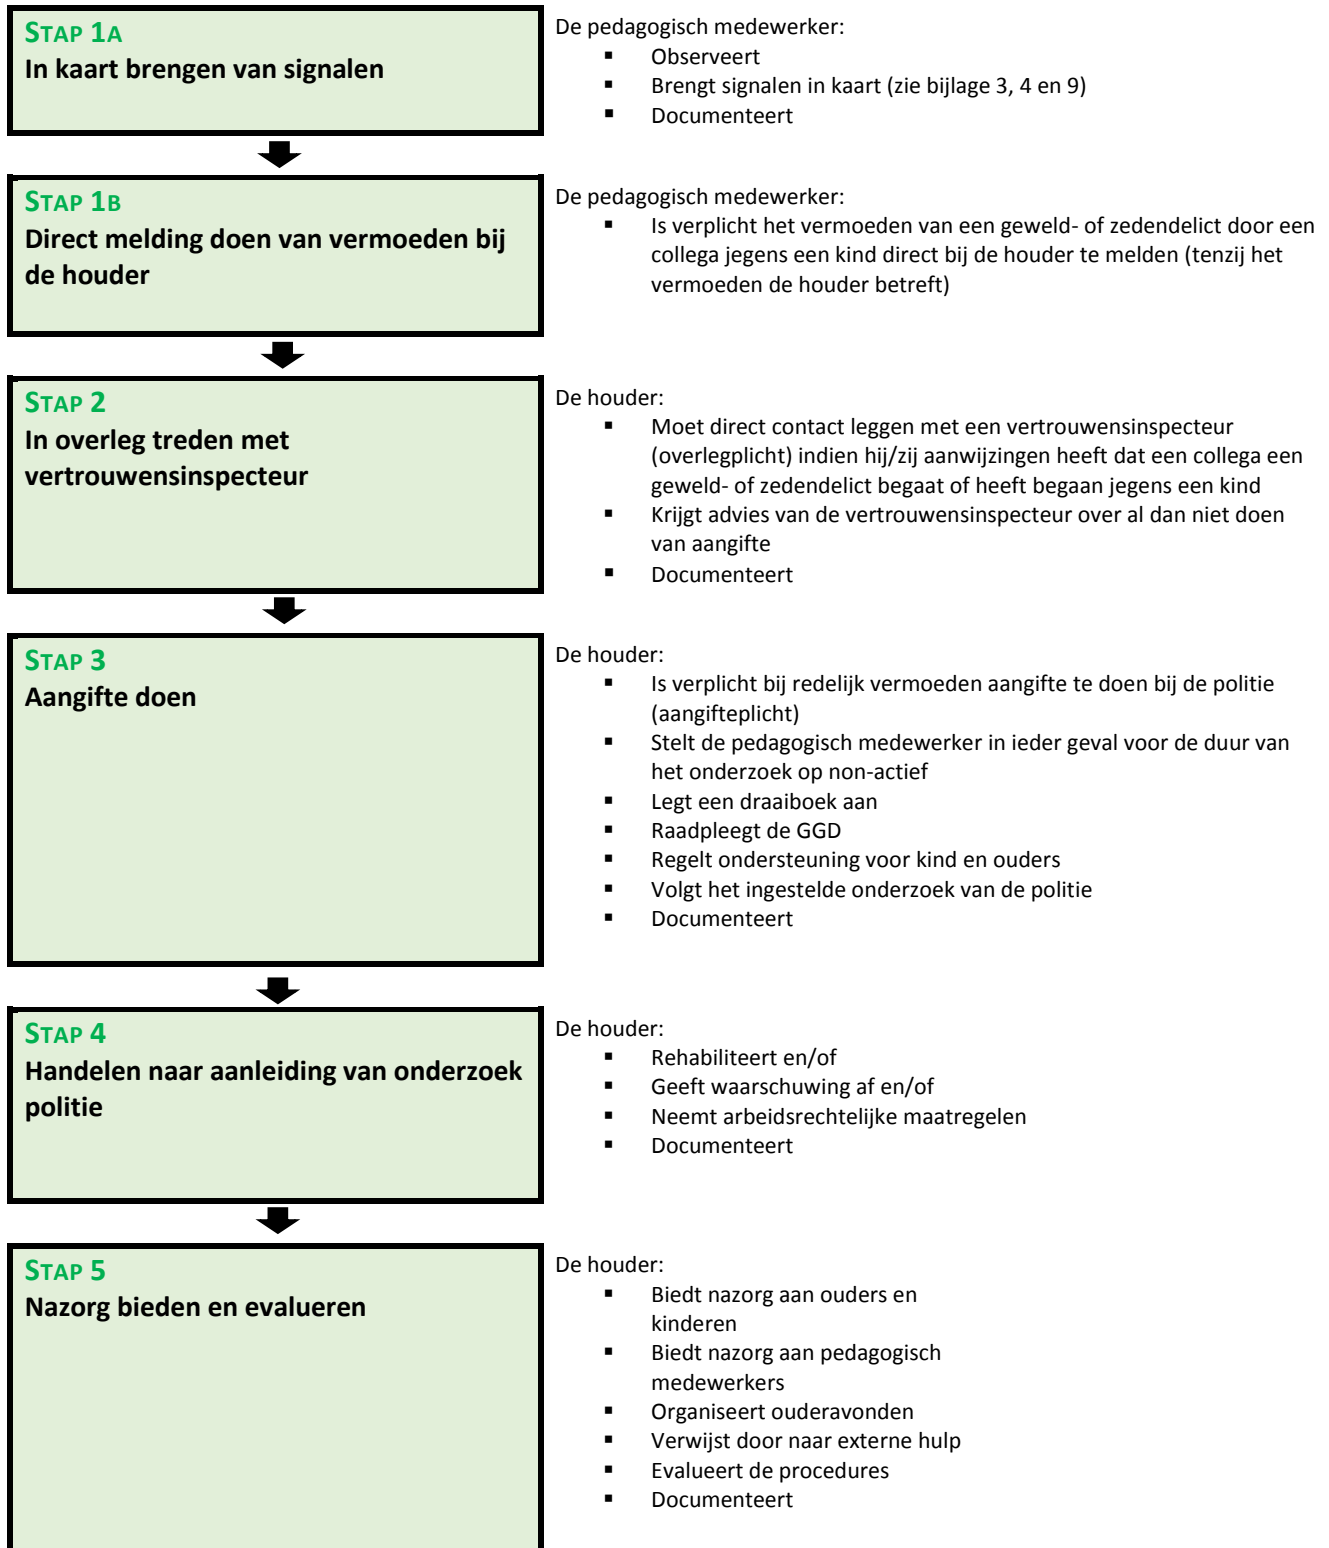 STAP 1A
In kaart brengen van signalen
De pedagogisch medewerker:
▪ Observeert
▪ Brengt signalen in kaart (zie bijlage 3, 4 en 9)
▪ Documenteert
STAP 1B
Direct melding doen van vermoeden bij
de houder
De pedagogisch medewerker:
▪ Is verplicht het vermoeden van een geweld- of zedendelict door een
collega jegens een kind direct bij de houder te melden (tenzij het
vermoeden de houder betreft)
STAP 2
In overleg treden met
vertrouwensinspecteur
De houder:
▪ Moet direct contact leggen met een vertrouwensinspecteur
(overlegplicht) indien hij/zij aanwijzingen heeft dat een collega een
geweld- of zedendelict begaat of heeft begaan jegens een kind
▪ Krijgt advies van de vertrouwensinspecteur over al dan niet doen
van aangifte
▪ Documenteert
STAP 3
Aangifte doen
De houder:
▪ Is verplicht bij redelijk vermoeden aangifte te doen bij de politie
(aangifteplicht)
▪ Stelt de pedagogisch medewerker in ieder geval voor de duur van
het onderzoek op non-actief
▪ Legt een draaiboek aan
▪ Raadpleegt de GGD
▪ Regelt ondersteuning voor kind en ouders
▪ Volgt het ingestelde onderzoek van de politie
▪ Documenteert
STAP 4
Handelen naar aanleiding van onderzoek
politie
De houder:
▪ Rehabiliteert en/of
▪ Geeft waarschuwing af en/of
▪ Neemt arbeidsrechtelijke maatregelen
▪ Documenteert
STAP 5
Nazorg bieden en evalueren
De houder:
▪ Biedt nazorg aan ouders en
kinderen
▪ Biedt nazorg aan pedagogisch
medewerkers
▪ Organiseert ouderavonden
▪ Verwijst door naar externe hulp
▪ Evalueert de procedures
▪ Documenteert